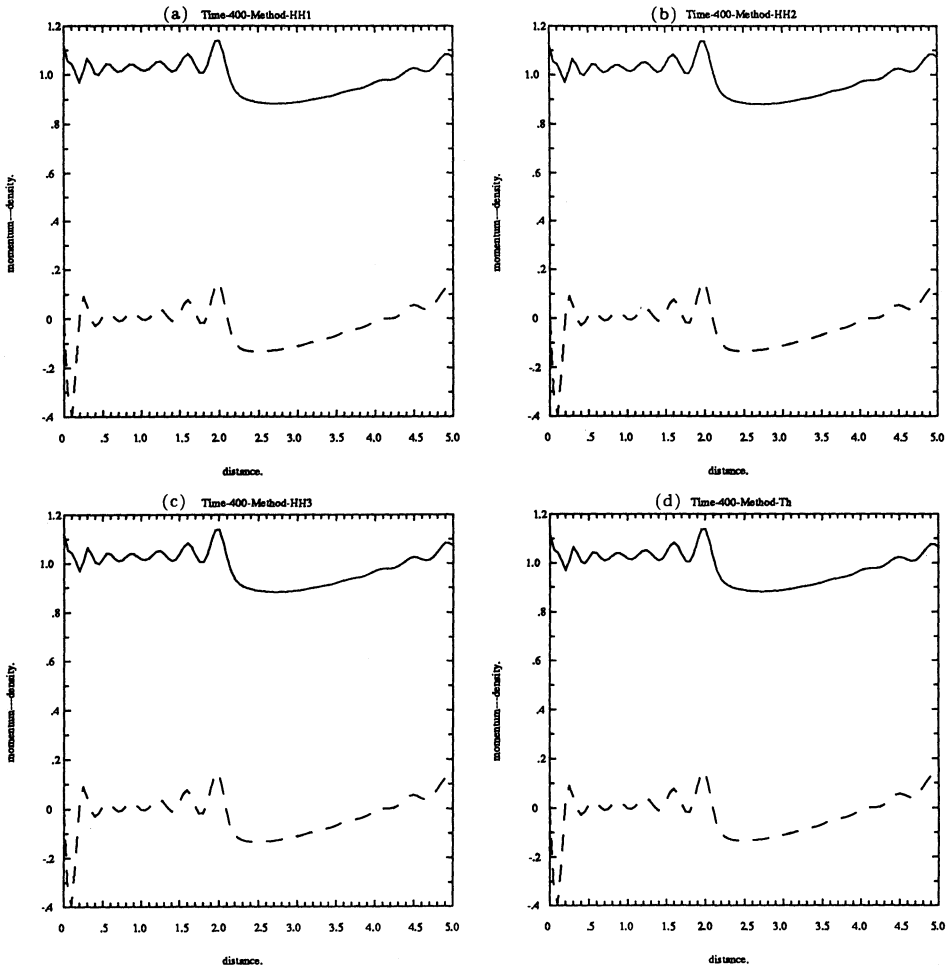 (a) Time-400-Method-HH1
1.2
1.0
.8
.6
.4
.2
0
-.2
-.4
momentum---density.
0 .5 1.0 1.5 2.0 2.5 3.0 3.5 4.0 4.5 5.0
distance.
(b) Time-400-Method-HH2
1.2
1.0
.8
.6
.4
.2
0
-.2
-.4
momentum---density.
0 .5 1.0 1.5 2.0 2.5 3.0 3.5 4.0 4.5 5.0
distance.
(c) Time-400-Method-HH3
1.2
1.0
.8
.6
.4
.2
0
-.2
-.4
momentum---density.
0 .5 1.0 1.5 2.0 2.5 3.0 3.5 4.0 4.5 5.0
distance.
(d) Time-400-Method-Th
1.2
1.0
.8
.6
.4
.2
0
-.2
-.4
momentum---density.
0 .5 1.0 1.5 2.0 2.5 3.0 3.5 4.0 4.5 5.0
distance.